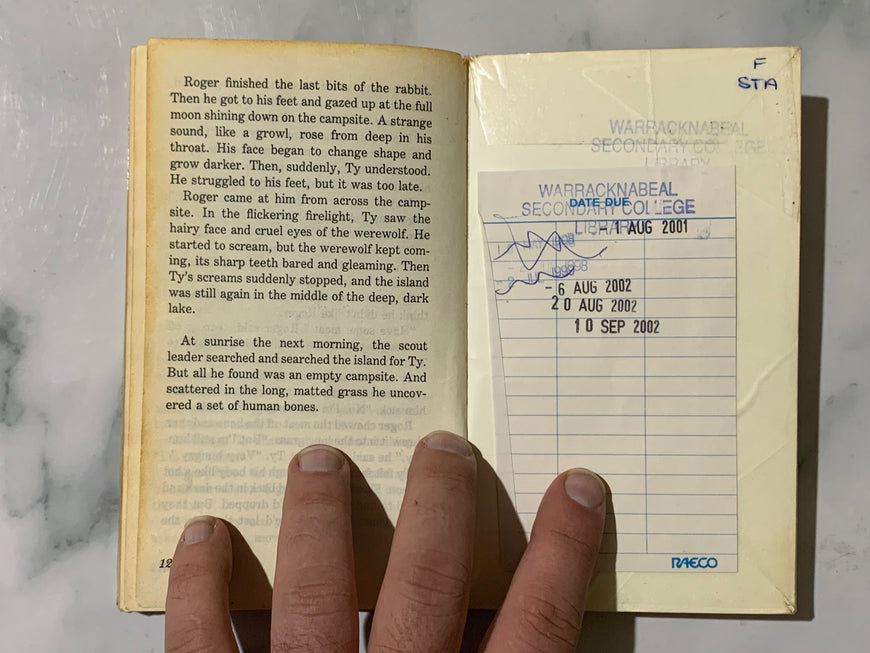 Roger finished the last bits of the rabbit.
Then he got to his feet and gazed up at the full
moon shining down on the campsite. A strange
sound, like a growl, rose from deep in his
throat. His face began to change shape and
grow darker. Then, suddenly, Ty understood.
He struggled to his feet, but it was too late.
Roger came at him from across the camp-
site. In the flickering firelight, Ty saw the
hairy face and cruel eyes of the werewolf. He
started to scream, but the werewolf kept com-
ing, its sharp teeth bared and gleaming. Then
Ty's screams suddenly stopped, and the island
was still again in the middle of the deep, dark
lake.
At sunrise the next morning, the scout
leader searched and searched the island for Ty.
But all he found was an empty campsite. And
scattered in the long, matted grass he uncov-
ered a set of human bones.
12
F
STA
WARRACKNABEAL
SECONDARY COLLEGE
LIBRARY
WARRACKNABEAL
SECONDARY COLLEGE
LIBRARY
DATE DUE
1 AUG 2001
- 6 AUG 2002
20 AUG 2002
10 SEP 2002
RAECO